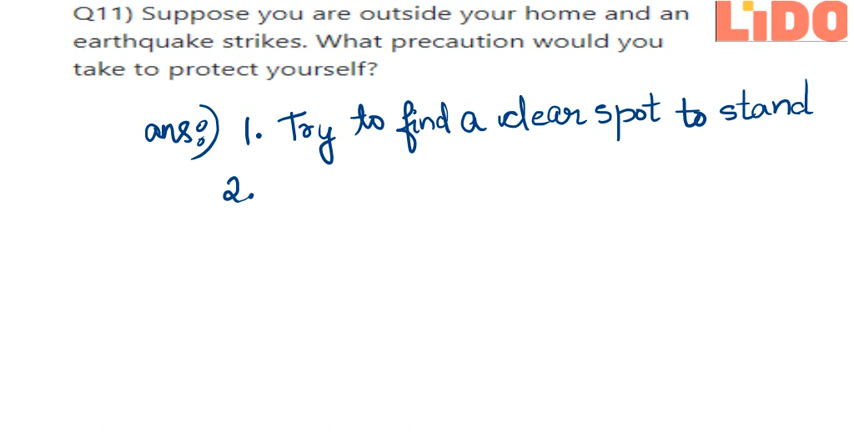 Q11) Suppose you are outside your home and an
LiDO
earthquake strikes. What precaution would you
take to protect yourself?
ans:) 1. Try to find a clear spot to stand
2.